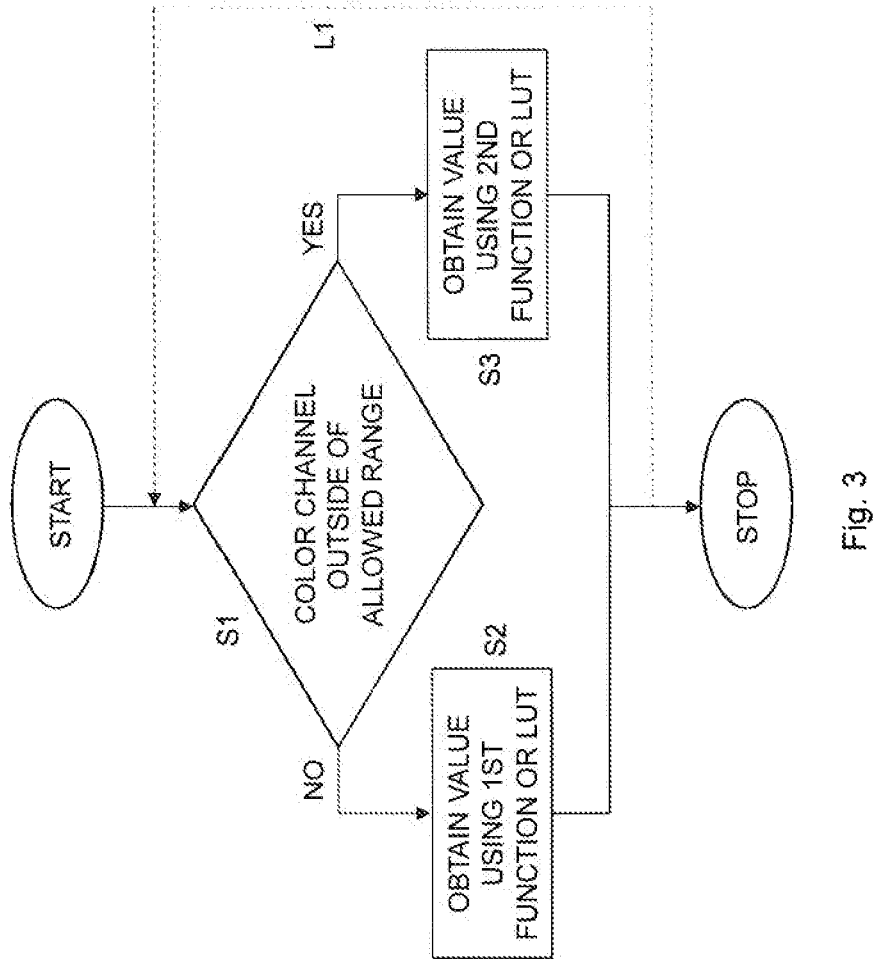 START
L1
S1
COLOR CHANNEL
OUTSIDE OF
ALLOWED RANGE
NO
YES
OBTAIN VALUE
USING 1ST
FUNCTION OR LUT
S2
OBTAIN VALUE
USING 2ND
FUNCTION OR LUT
S3
STOP
Fig. 3